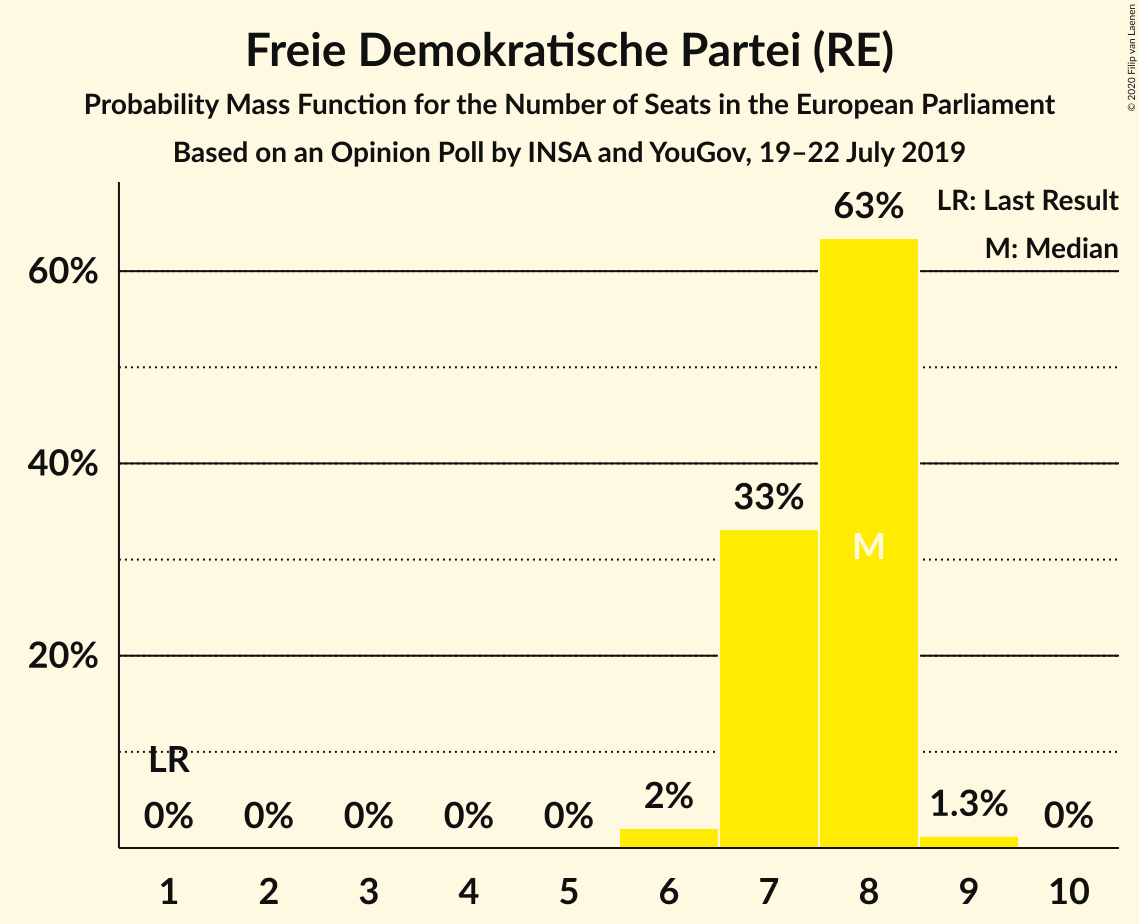 Freie Demokratische Partei (RE)
Probability Mass Function for the Number of Seats in the European Parliament
Based on an Opinion Poll by INSA and YouGov, 19–22 July 2019
© 2020 Filip van Laenen
LR: Last Result
M: Median
60%
40%
20%
LR
0%
0%
0%
0%
0%
2%
33%
63%
M
1.3%
0%
1
2
3
4
5
6
7
8
9
10